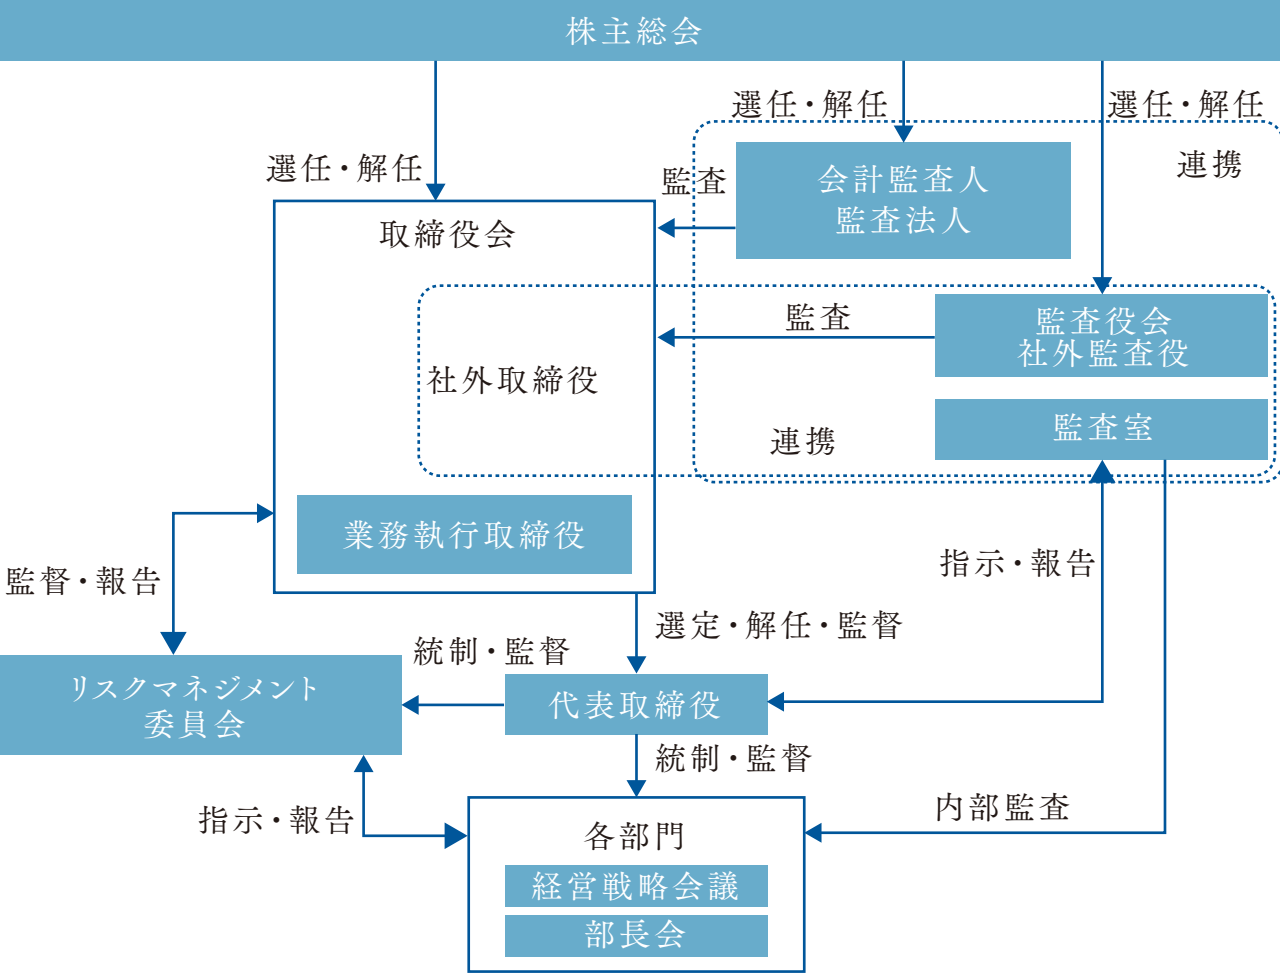 株主総会
選任・解任
選任・解任
選任・解任
連携
監査
会計監査人
監査法人
取締役会
監査
監査役会
社外監査役
社外取締役
連携
監査室
業務執行取締役
監督・報告
指示・報告
選定・解任・監督
統制・監督
リスクマネジメント
委員会
代表取締役
統制・監督
指示・報告
内部監査
各部門
経営戦略会議
部長会